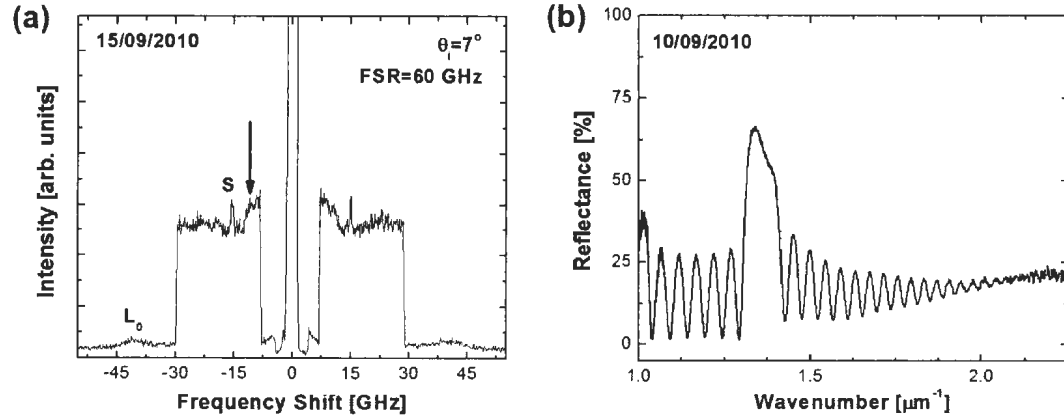 (a)
15/09/2010
θi=7°
FSR=60 GHz
S
L0
Intensity [arb. units]
-45 -30 -15 0 15 30 45
Frequency Shift [GHz]
(b)
10/09/2010
100
75
50
25
0
Reflectance [%]
1.0 1.5 2.0
Wavenumber [μm⁻¹]